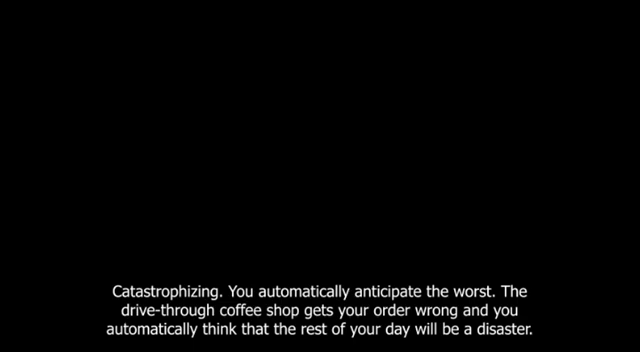 Catastrophizing. You automatically anticipate the worst. The
drive-through coffee shop gets your order wrong and you
automatically think that the rest of your day will be a disaster.